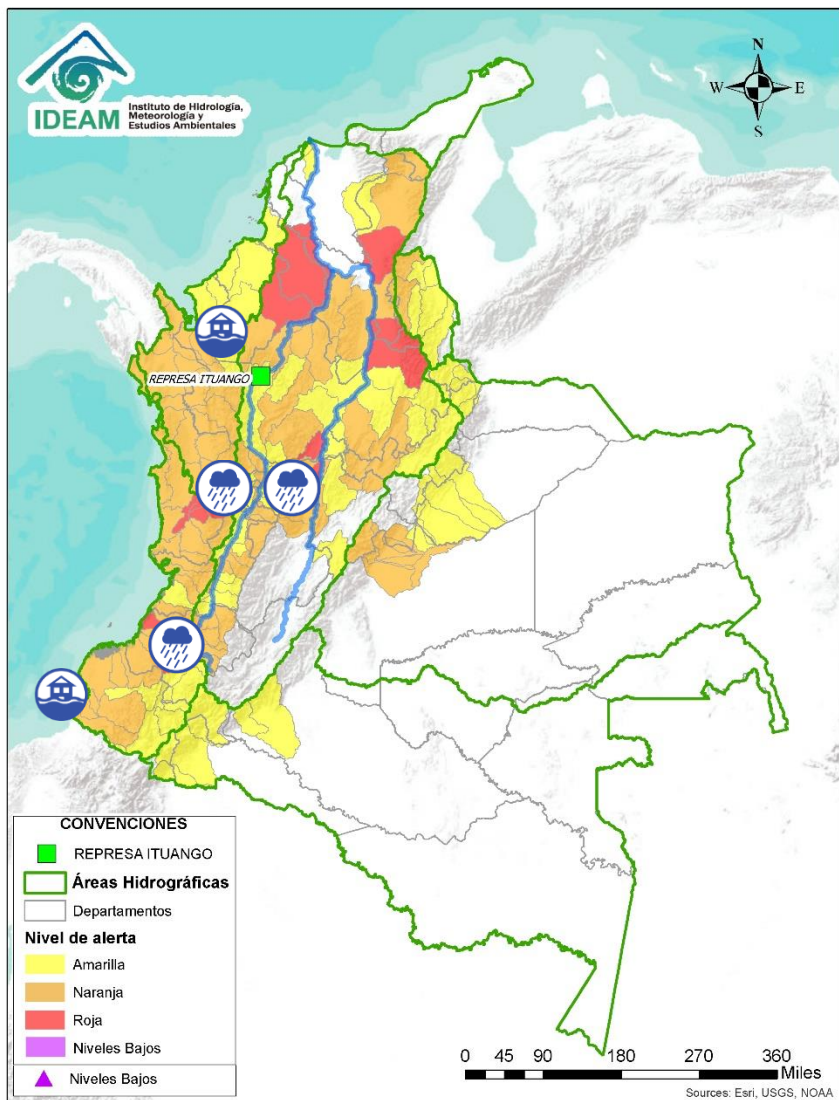 IDEAM
Instituto de Hidrología,
Meteorología y
Estudios Ambientales
N
W
E
S
REPRESA ITUANGO
CONVENCIONES
REPRESA ITUANGO
Áreas Hidrográficas
Departamentos
Nivel de alerta
Amarilla
Naranja
Roja
Niveles Bajos
Niveles Bajos
0 45 90 180 270 360
Miles
Sources: Esri, USGS, NOAA